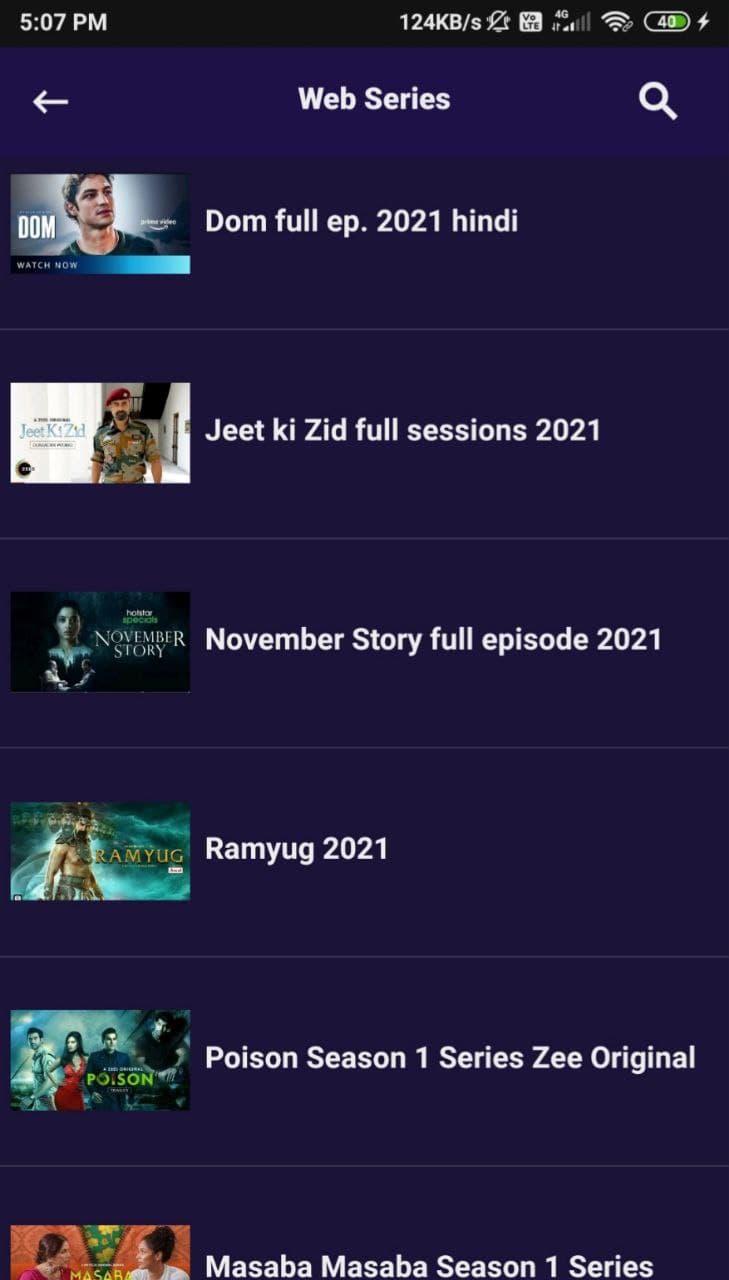 5:07 PM
124KB/s
Vo LTE
4G
40
Web Series
DOM
prime video
WATCH NOW
Dom full ep. 2021 hindi
A ZEE5 ORIGINAL
Jeet Ki Zid
ZEE5
Jeet ki Zid full sessions 2021
hotstar
specials
NOVEMBER
STORY
November Story full episode 2021
RAMYUG
Ramyug 2021
A ZEE5 ORIGINAL
POISON
Poison Season 1 Series Zee Original
MASABA
Masaba Masaba Season 1 Series